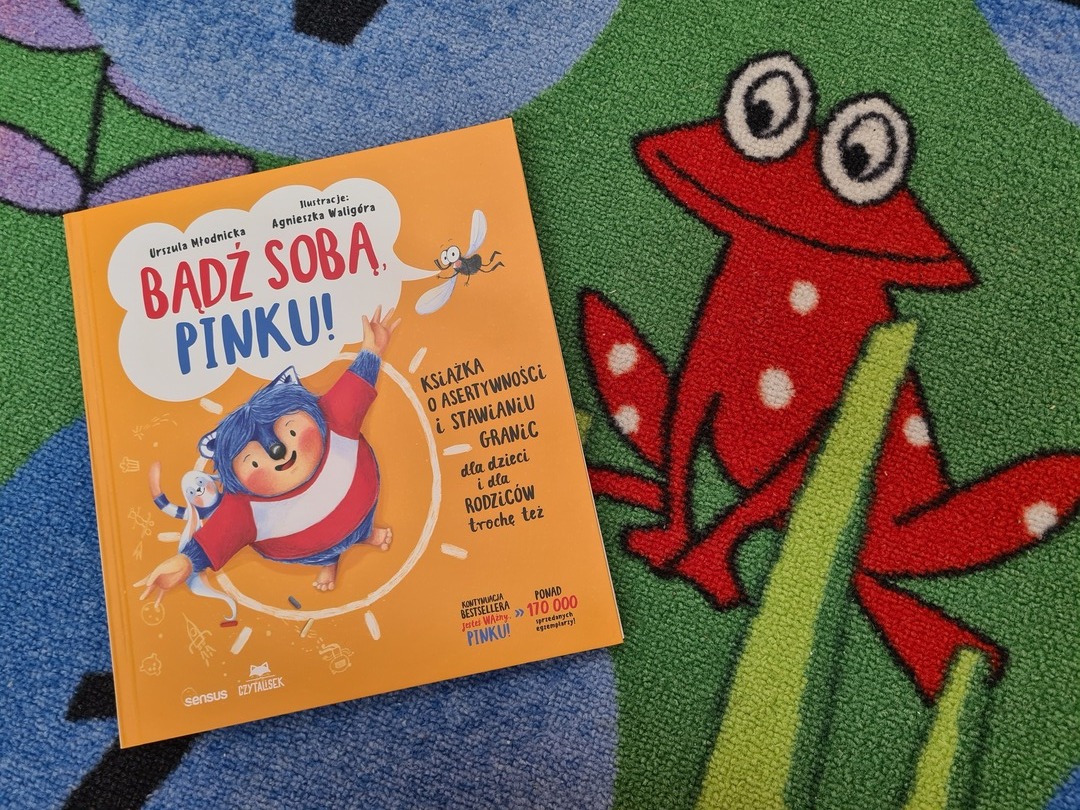 Urszula Młodnicka
Ilustracje:
Agnieszka Waligóra
BĄDŹ SOBĄ,
PINKU!
KSIĄŻKA
O ASERTYWNOŚCI
i STAWIANIU
GRANIC
dla dzieci
i dla
RODZICÓW
trochę też
KONTYNUACJA
BESTSELLERA
Jesteś WAżny,
PINKU!
»
PONAD
170 000
sprzedanych
egzemplarzy!
sensus
CZYTALISEK